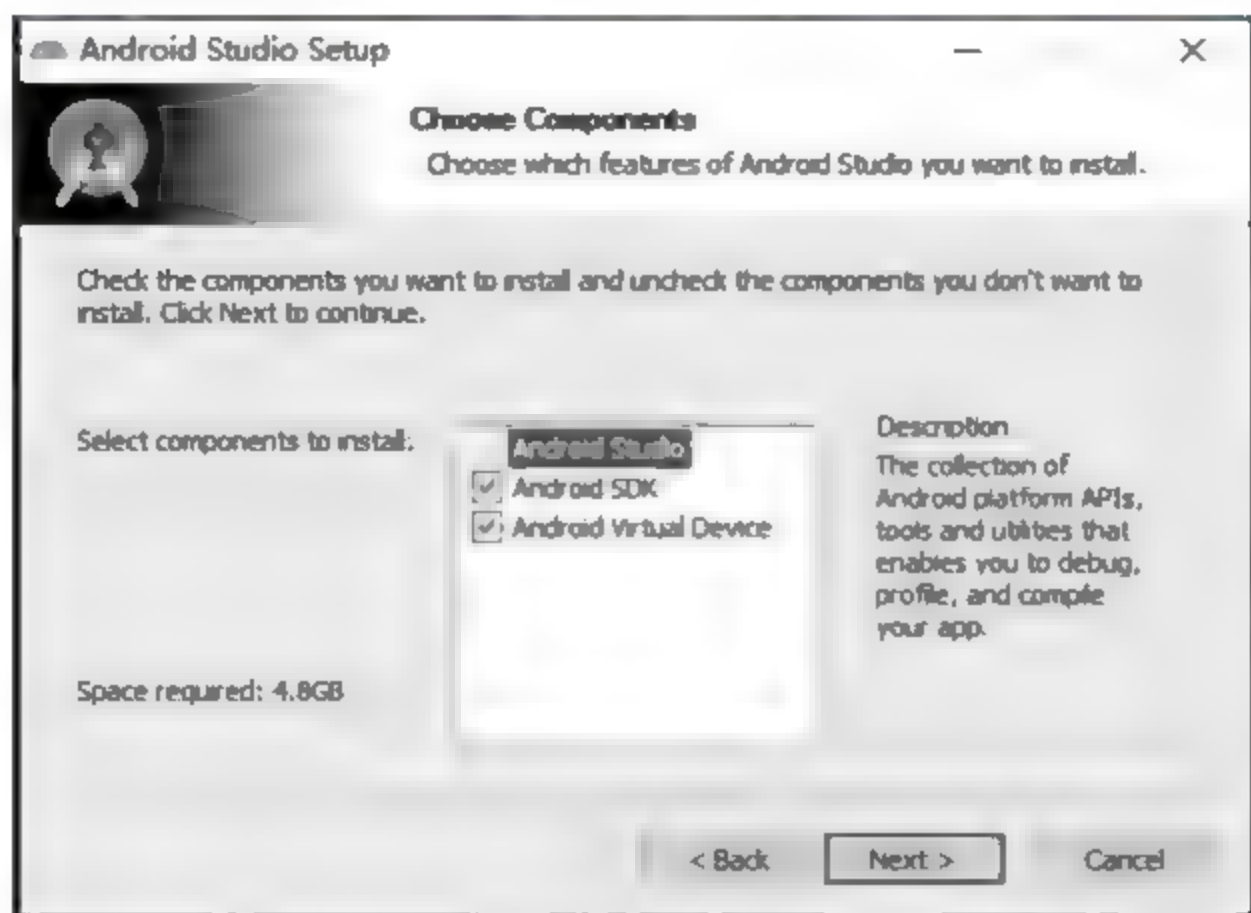 Android Studio Setup
Choose Components
Choose which features of Android Studio you want to install.
Check the components you want to install and uncheck the components you don't want to
install. Click Next to continue.
Select components to install:
Android Studio
Android SDK
Android Virtual Device
Description
The collection of
Android platform APIs,
tools and utilities that
enables you to debug,
profile, and compile
your app.
Space required: 4.8GB
< Back
Next >
Cancel